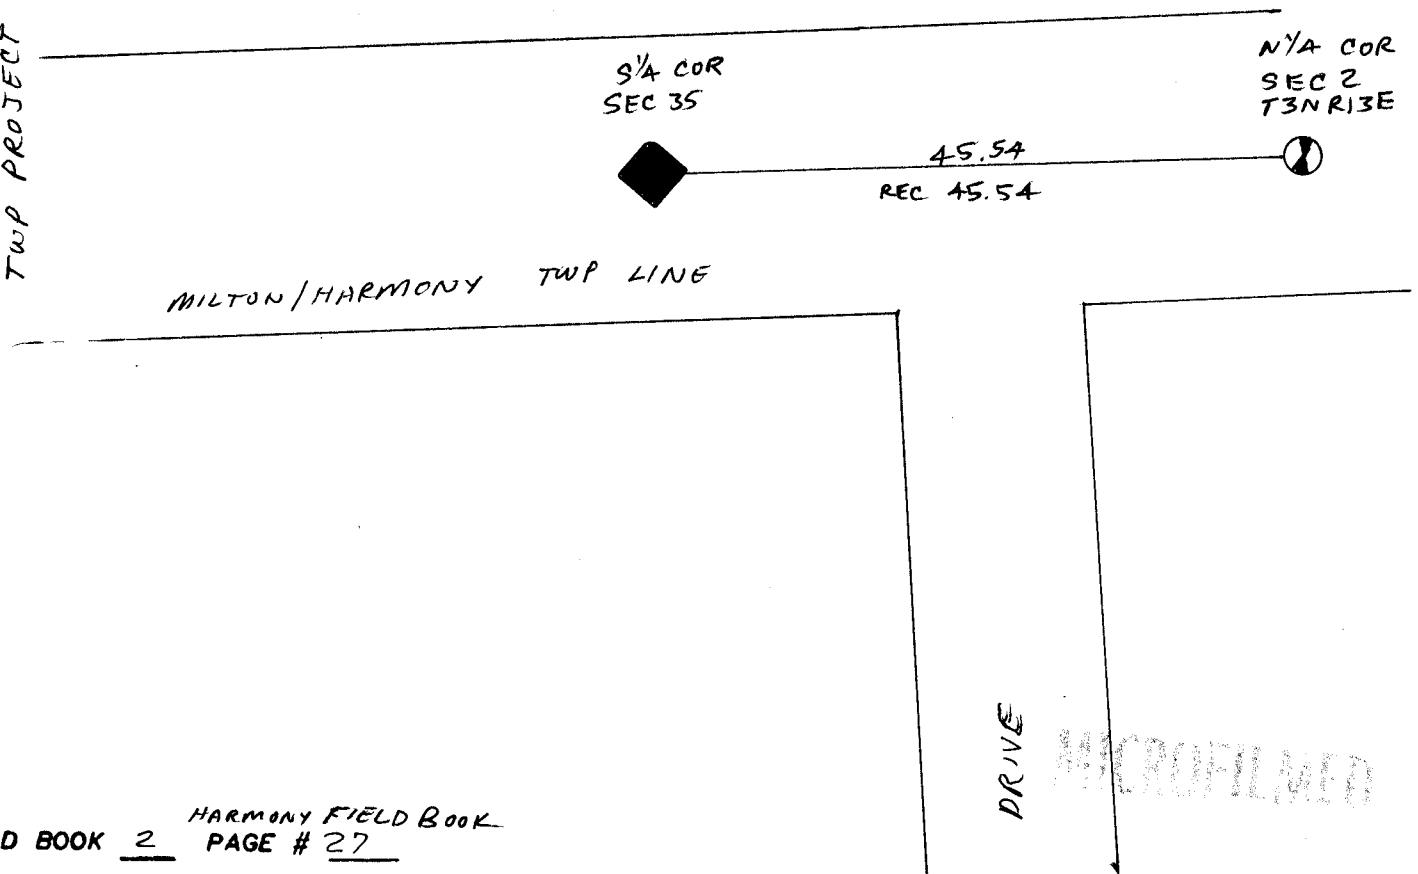 TWP PROJECT
S1/4 COR
SEC 35
N1/4 COR
SEC 2
T3N R13E
45.54
REC 45.54
MILTON/HARMONY TWP LINE
DRIVE
MICROFILMED
HARMONY FIELD BOOK
D BOOK 2 PAGE # 27